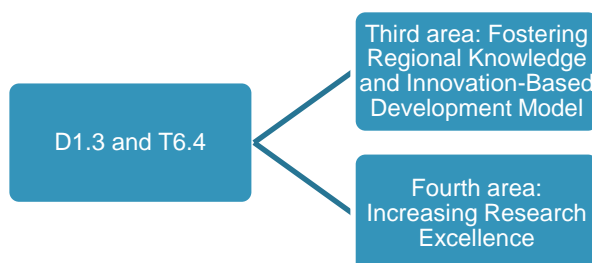 D1.3 and T6.4
Third area: Fostering
Regional Knowledge
and Innovation-Based
Development Model
Fourth area:
Increasing Research
Excellence